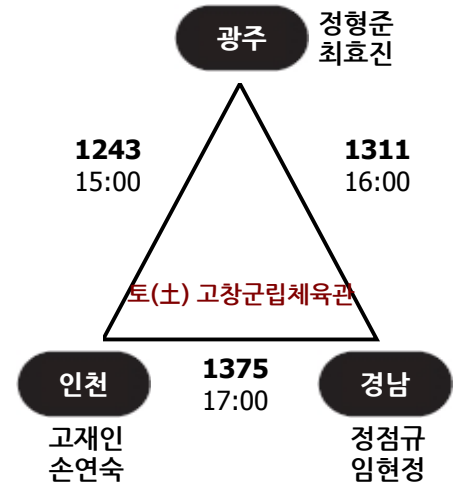 광주
정형준
최효진
1243
15:00
1311
16:00
토(土) 고창군립체육관
인천
1375
17:00
경남
고재인
손연숙
정점규
임현정